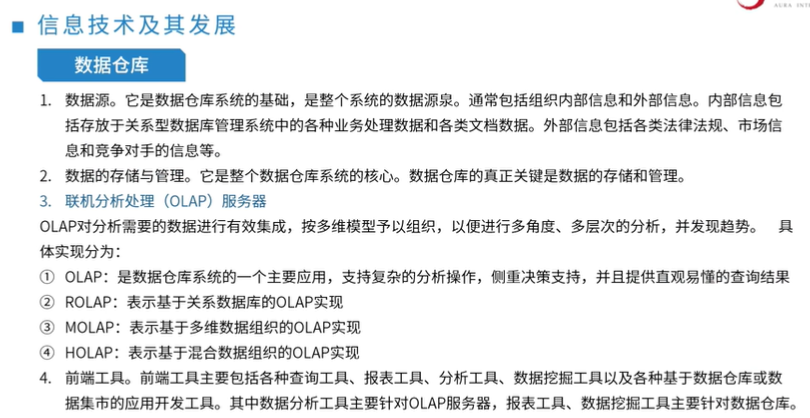 信息技术及其发展
数据仓库
1. 数据源。它是数据仓库系统的基础，是整个系统的数据源泉。通常包括组织内部信息和外部信息。内部信息包
括存放于关系型数据库管理系统中的各种业务处理数据和各类文档数据。外部信息包括各类法律法规、市场信
息和竞争对手的信息等。
2. 数据的存储与管理。它是整个数据仓库系统的核心。数据仓库的真正关键是数据的存储和管理。
3. 联机分析处理（OLAP）服务器
OLAP对分析需要的数据进行有效集成，按多维模型予以组织，以便进行多角度、多层次的分析，并发现趋势。 具
体实现分为：
① OLAP：是数据仓库系统的一个主要应用，支持复杂的分析操作，侧重决策支持，并且提供直观易懂的查询结果
② ROLAP：表示基于关系数据库的OLAP实现
③ MOLAP：表示基于多维数据组织的OLAP实现
④ HOLAP：表示基于混合数据组织的OLAP实现
4. 前端工具。前端工具主要包括各种查询工具、报表工具、分析工具、数据挖掘工具以及各种基于数据仓库或数
据集市的应用开发工具。其中数据分析工具主要针对OLAP服务器，报表工具、数据挖掘工具主要针对数据仓库。